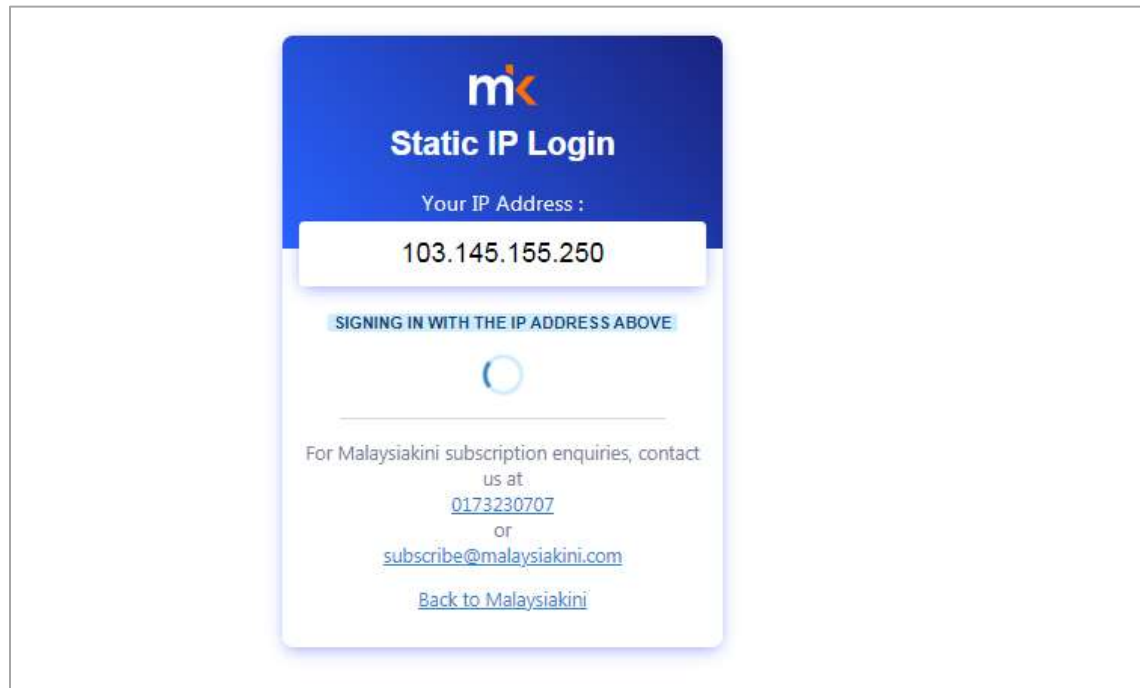 mk
Static IP Login
Your IP Address :
103.145.155.250
SIGNING IN WITH THE IP ADDRESS ABOVE
For Malaysiakini subscription enquiries, contact
us at
0173230707
or
subscribe@malaysiakini.com
Back to Malaysiakini